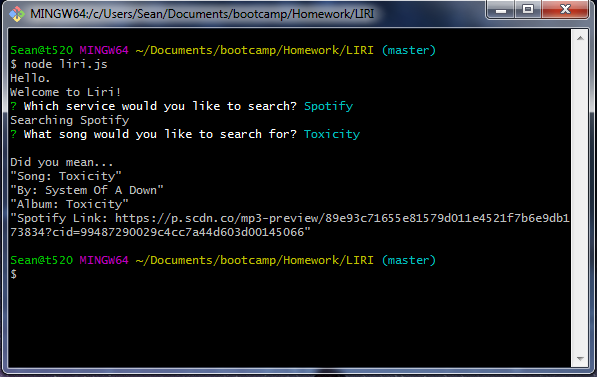 MINGW64:/c/Users/Sean/Documents/bootcamp/Homework/LIRI
Sean@t520 MINGW64 ~/Documents/bootcamp/Homework/LIRI (master)
$ node liri.js
Hello.
Welcome to Liri!
? Which service would you like to search? Spotify
Searching Spotify
? What song would you like to search for? Toxicity
Did you mean...
"Song: Toxicity"
"By: System Of A Down"
"Album: Toxicity"
"Spotify Link: https://p.scdn.co/mp3-preview/89e93c71655e81579d011e4521f7b6e9db1
73834?cid=99487290029c4cc7a44d603d00145066"
Sean@t520 MINGW64 ~/Documents/bootcamp/Homework/LIRI (master)
$